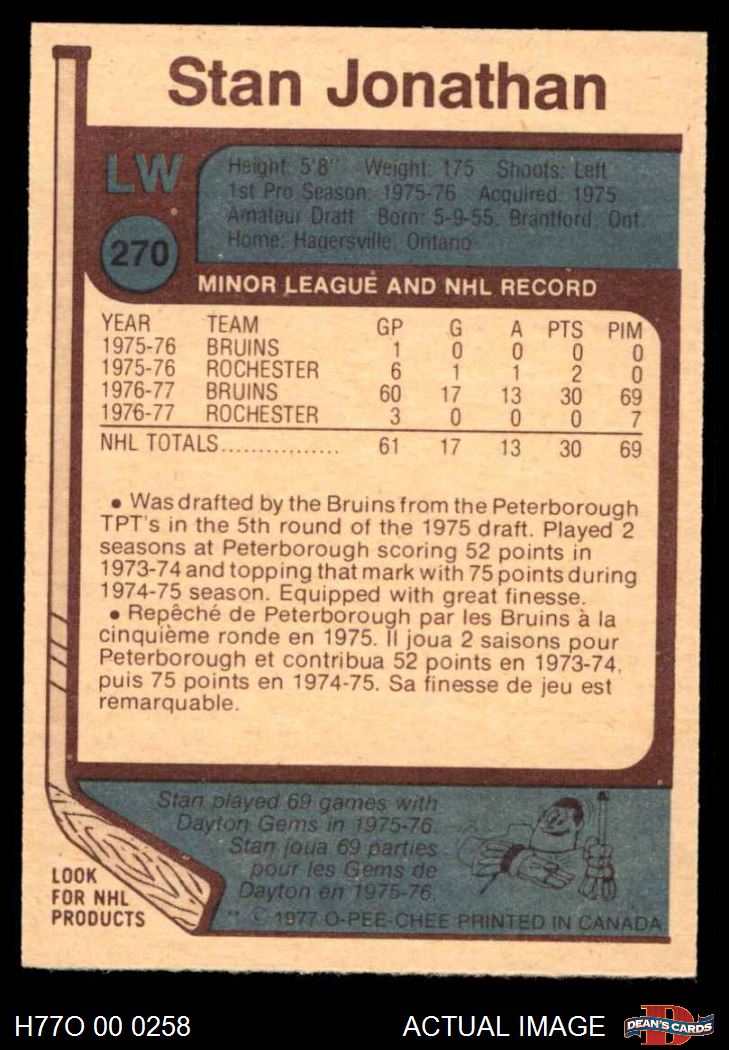 Stan Jonathan
LW
270
Height: 5'8" Weight: 175 Shoots: Left
1st Pro Season: 1975-76 Acquired: 1975
Amateur Draft Born: 5-9-55, Brantford, Ont.
Home: Hagersville, Ontario
MINOR LEAGUE AND NHL RECORD
YEAR TEAM GP G A PTS PIM
1975-76 BRUINS 1 0 0 0 0
1975-76 ROCHESTER 6 1 1 2 0
1976-77 BRUINS 60 17 13 30 69
1976-77 ROCHESTER 3 0 0 0 7
NHL TOTALS................ 61 17 13 30 69
• Was drafted by the Bruins from the Peterborough
TPT's in the 5th round of the 1975 draft. Played 2
seasons at Peterborough scoring 52 points in
1973-74 and topping that mark with 75 points during
1974-75 season. Equipped with great finesse.
• Repêché de Peterborough par les Bruins à la
cinquième ronde en 1975. Il joua 2 saisons pour
Peterborough et contribua 52 points en 1973-74,
puis 75 points en 1974-75. Sa finesse de jeu est
remarquable.
Stan played 69 games with
Dayton Gems in 1975-76.
Stan joua 69 parties
pour les Gems de
Dayton en 1975-76.
LOOK
FOR NHL
PRODUCTS
** © 1977 O-PEE-CHEE PRINTED IN CANADA
H77O 00 0258
ACTUAL IMAGE
D
DEAN'S CARDS